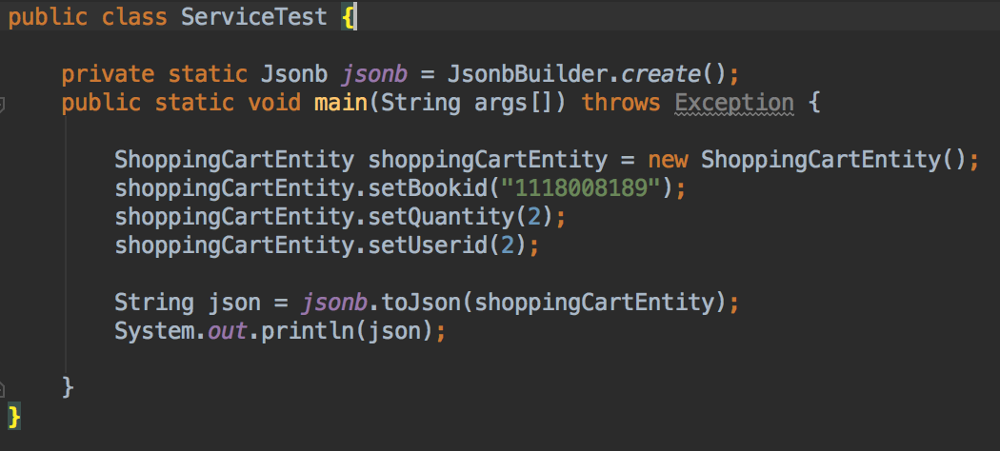 public class ServiceTest {
private static Jsonb jsonb = JsonbBuilder.create();
public static void main(String args[]) throws Exception {
ShoppingCartEntity shoppingCartEntity = new ShoppingCartEntity();
shoppingCartEntity.setBookid("1118008189");
shoppingCartEntity.setQuantity(2);
shoppingCartEntity.setUserid(2);
String json = jsonb.toJson(shoppingCartEntity);
System.out.println(json);
}
}